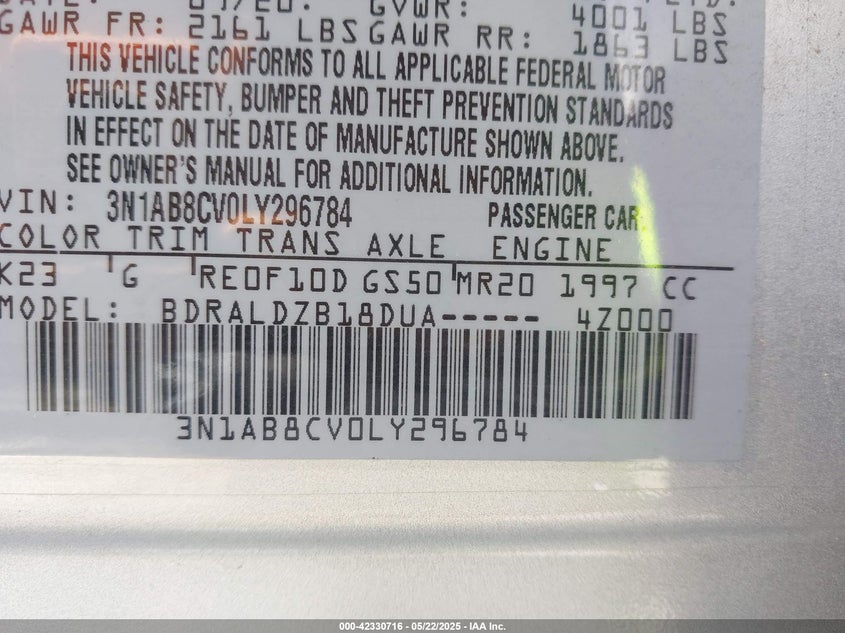 GVWR: 4001 LBS
GAWR FR: 2161 LBS GAWR RR: 1863 LBS
THIS VEHICLE CONFORMS TO ALL APPLICABLE FEDERAL MOTOR
VEHICLE SAFETY, BUMPER AND THEFT PREVENTION STANDARDS
IN EFFECT ON THE DATE OF MANUFACTURE SHOWN ABOVE.
SEE OWNER'S MANUAL FOR ADDITIONAL INFORMATION.
VIN: 3N1AB8CV0LY296784 PASSENGER CAR
COLOR TRIM TRANS AXLE ENGINE
K23 G RE0F10D GS50 MR20 1997 CC
MODEL: BDRALDZB18DUA----- 4Z000
3N1AB8CV0LY296784
000-42330716 - 05/22/2025 - IAA Inc.